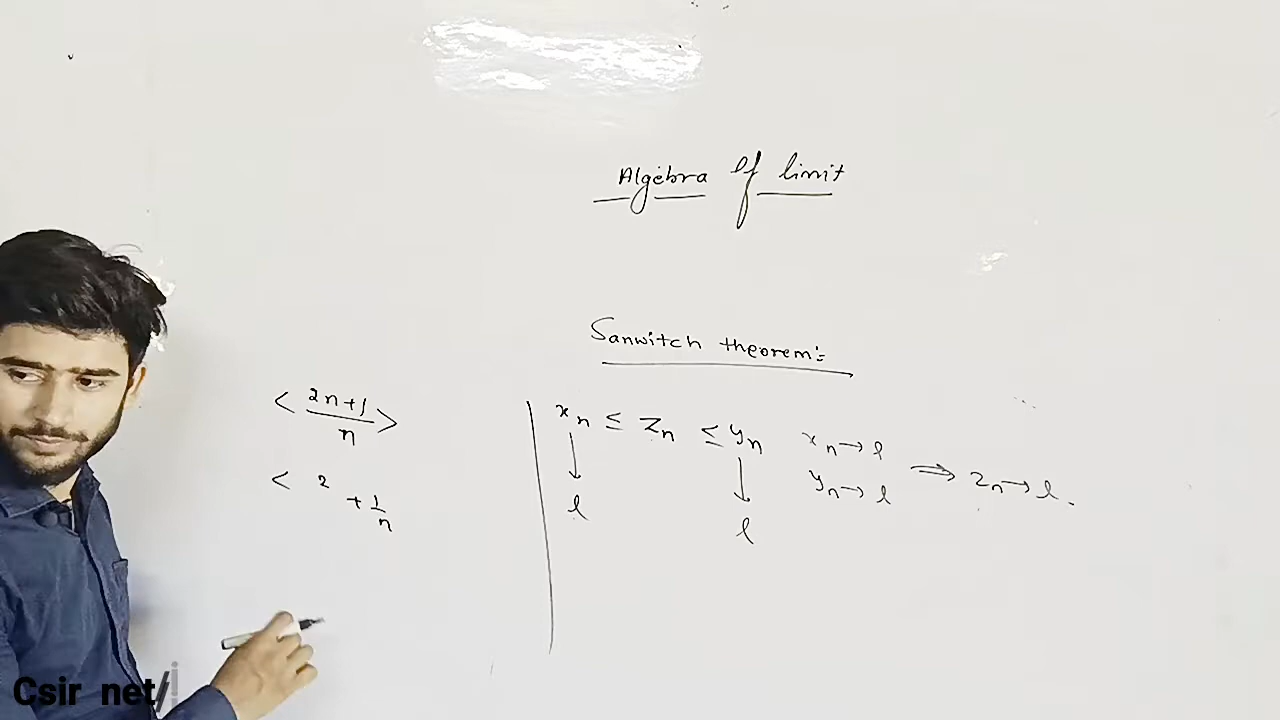 Algebra of limit
Sanwitch theorem:
< 2n+1/n >
< 2 + 1/n
xn ≤ Zn ≤ yn
↓ ↓
l l
xn → l
yn → l
⇒ zn → l.
Csir net/